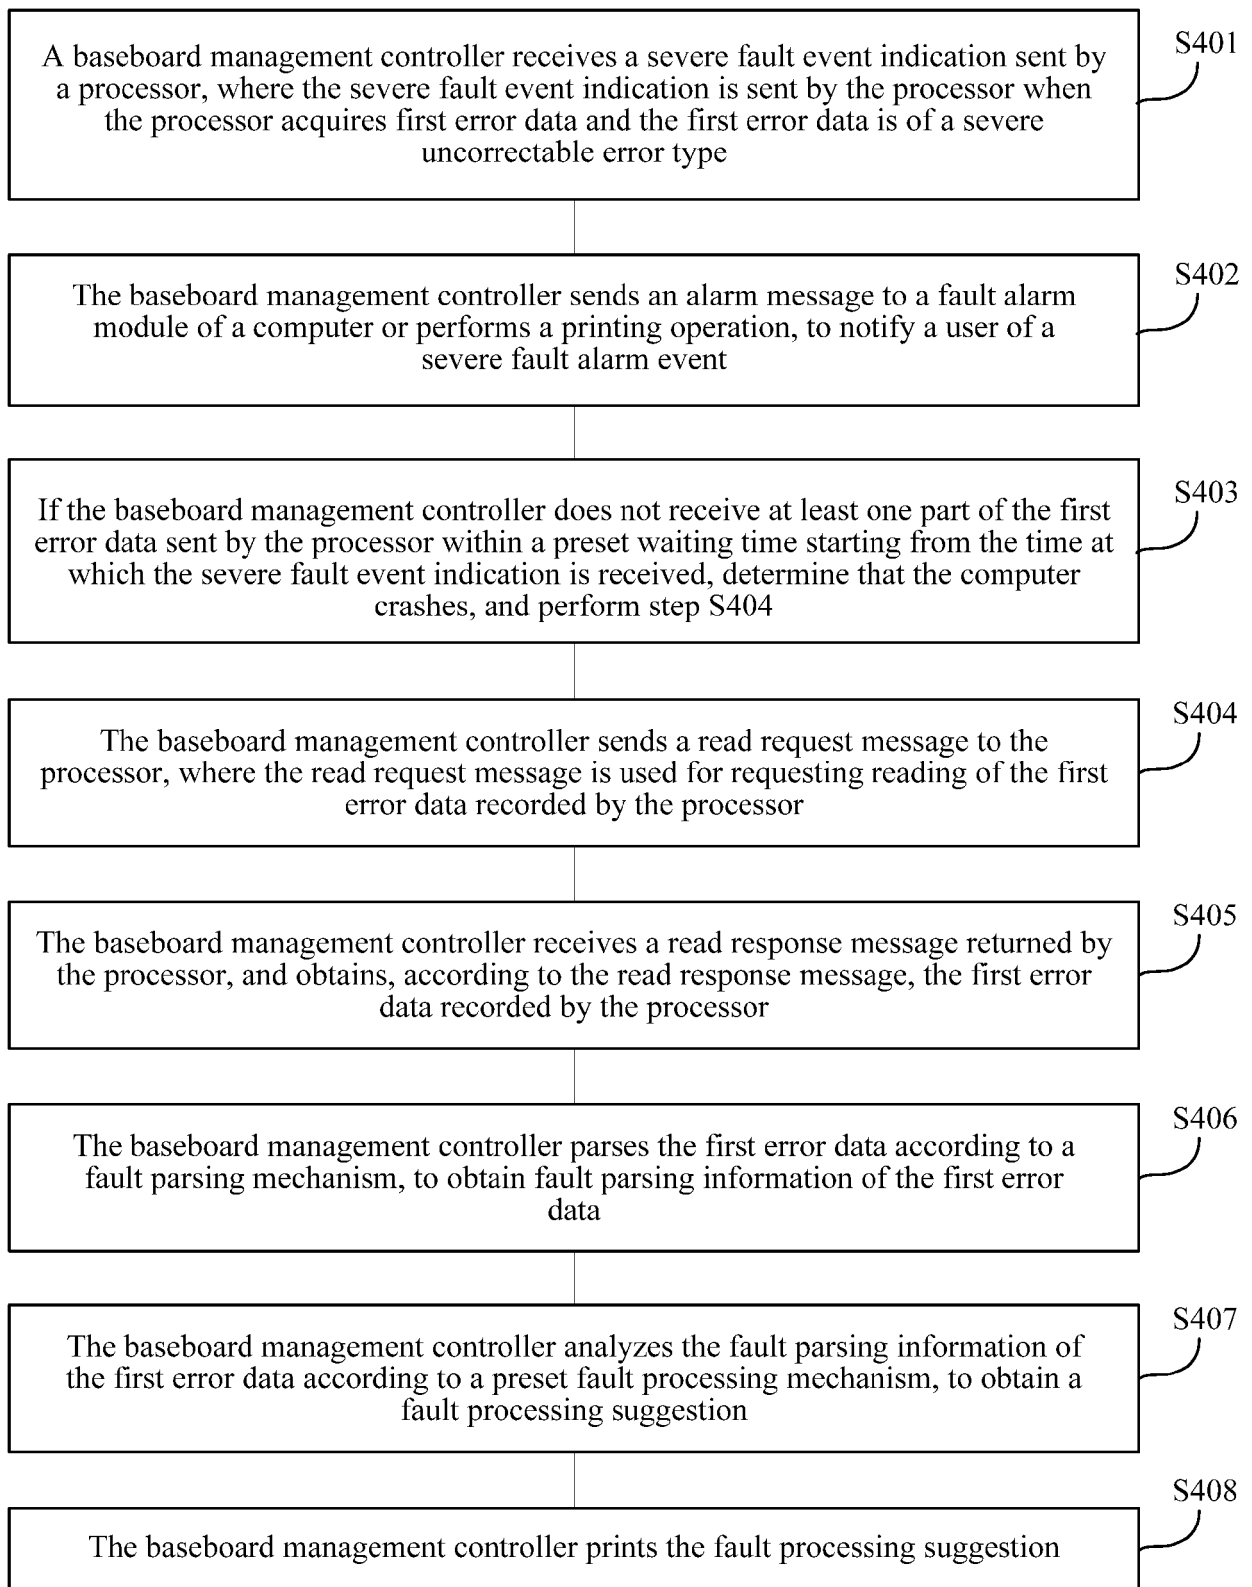 A baseboard management controller receives a severe fault event indication sent by
a processor, where the severe fault event indication is sent by the processor when
the processor acquires first error data and the first error data is of a severe
uncorrectable error type
S401
The baseboard management controller sends an alarm message to a fault alarm
module of a computer or performs a printing operation, to notify a user of a
severe fault alarm event
S402
If the baseboard management controller does not receive at least one part of the first
error data sent by the processor within a preset waiting time starting from the time at
which the severe fault event indication is received, determine that the computer
crashes, and perform step S404
S403
The baseboard management controller sends a read request message to the
processor, where the read request message is used for requesting reading of the first
error data recorded by the processor
S404
The baseboard management controller receives a read response message returned by
the processor, and obtains, according to the read response message, the first error
data recorded by the processor
S405
The baseboard management controller parses the first error data according to a
fault parsing mechanism, to obtain fault parsing information of the first error
data
S406
The baseboard management controller analyzes the fault parsing information of
the first error data according to a preset fault processing mechanism, to obtain a
fault processing suggestion
S407
The baseboard management controller prints the fault processing suggestion
S408